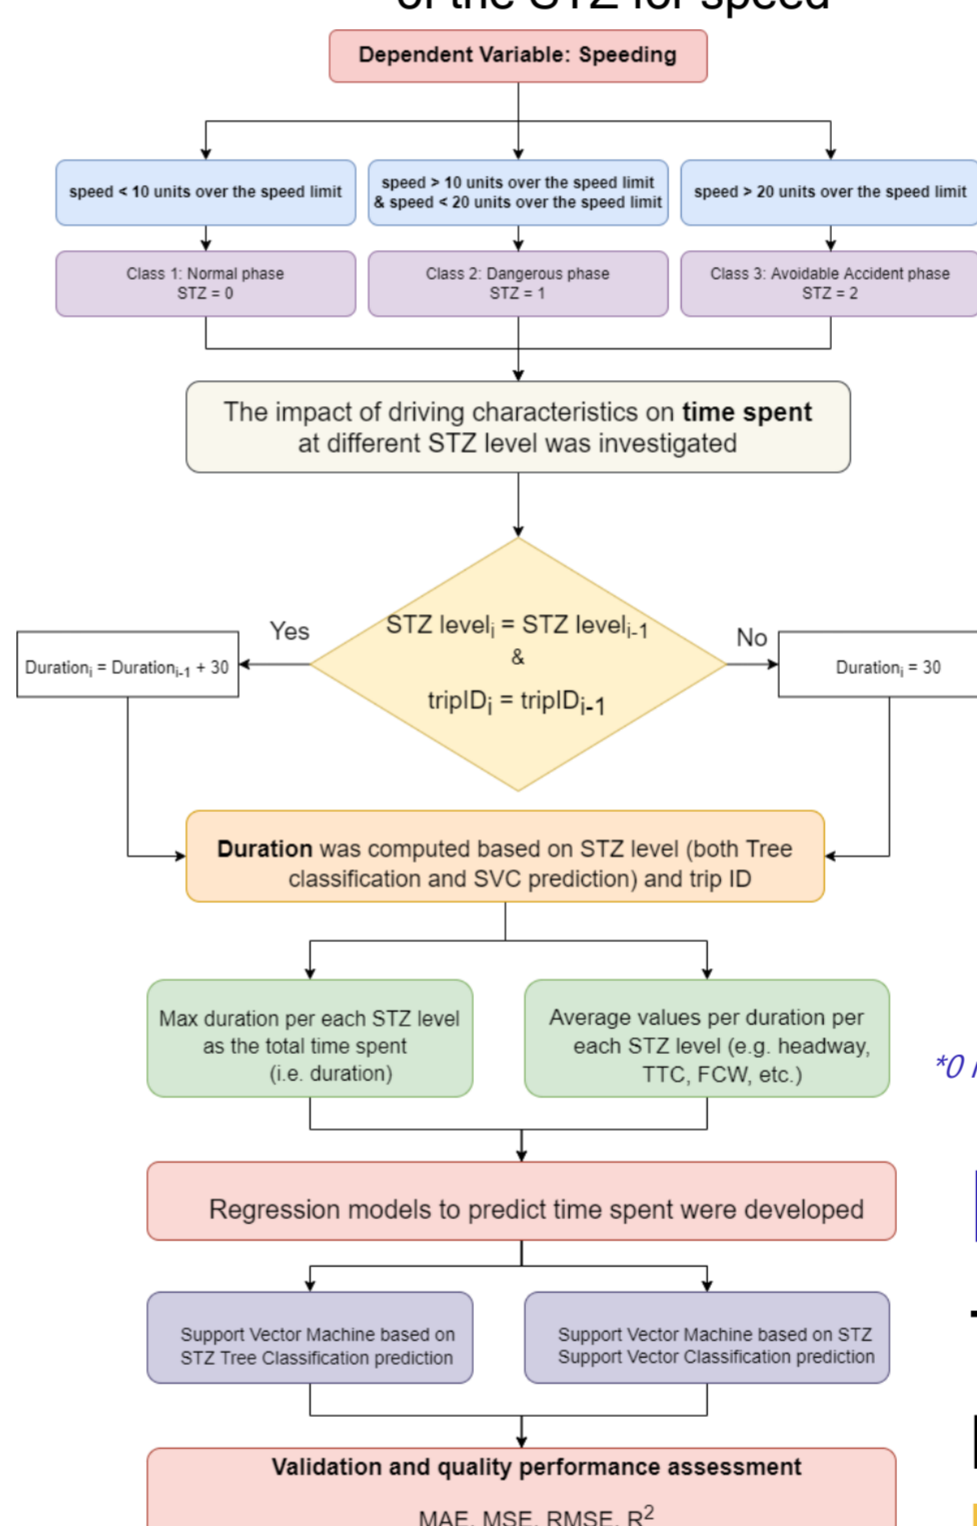 of the STZ for speed
Dependent Variable: Speeding
speed < 10 units over the speed limit
speed > 10 units over the speed limit
& speed < 20 units over the speed limit
speed > 20 units over the speed limit
Class 1: Normal phase
STZ = 0
Class 2: Dangerous phase
STZ = 1
Class 3: Avoidable Accident phase
STZ = 2
The impact of driving characteristics on time spent
at different STZ level was investigated
STZ levelᵢ = STZ levelᵢ₋₁
&
tripIDᵢ = tripIDᵢ₋₁
Yes
No
Durationᵢ = Durationᵢ₋₁ + 30
Durationᵢ = 30
Duration was computed based on STZ level (both Tree
classification and SVC prediction) and trip ID
Max duration per each STZ level
as the total time spent
(i.e. duration)
Average values per duration per
each STZ level (e.g. headway,
TTC, FCW, etc.)
*0
Regression models to predict time spent were developed
Support Vector Machine based on
STZ Tree Classification prediction
Support Vector Machine based on STZ
Support Vector Classification prediction
Validation and quality performance assessment
MAE, MSE, RMSE, R²